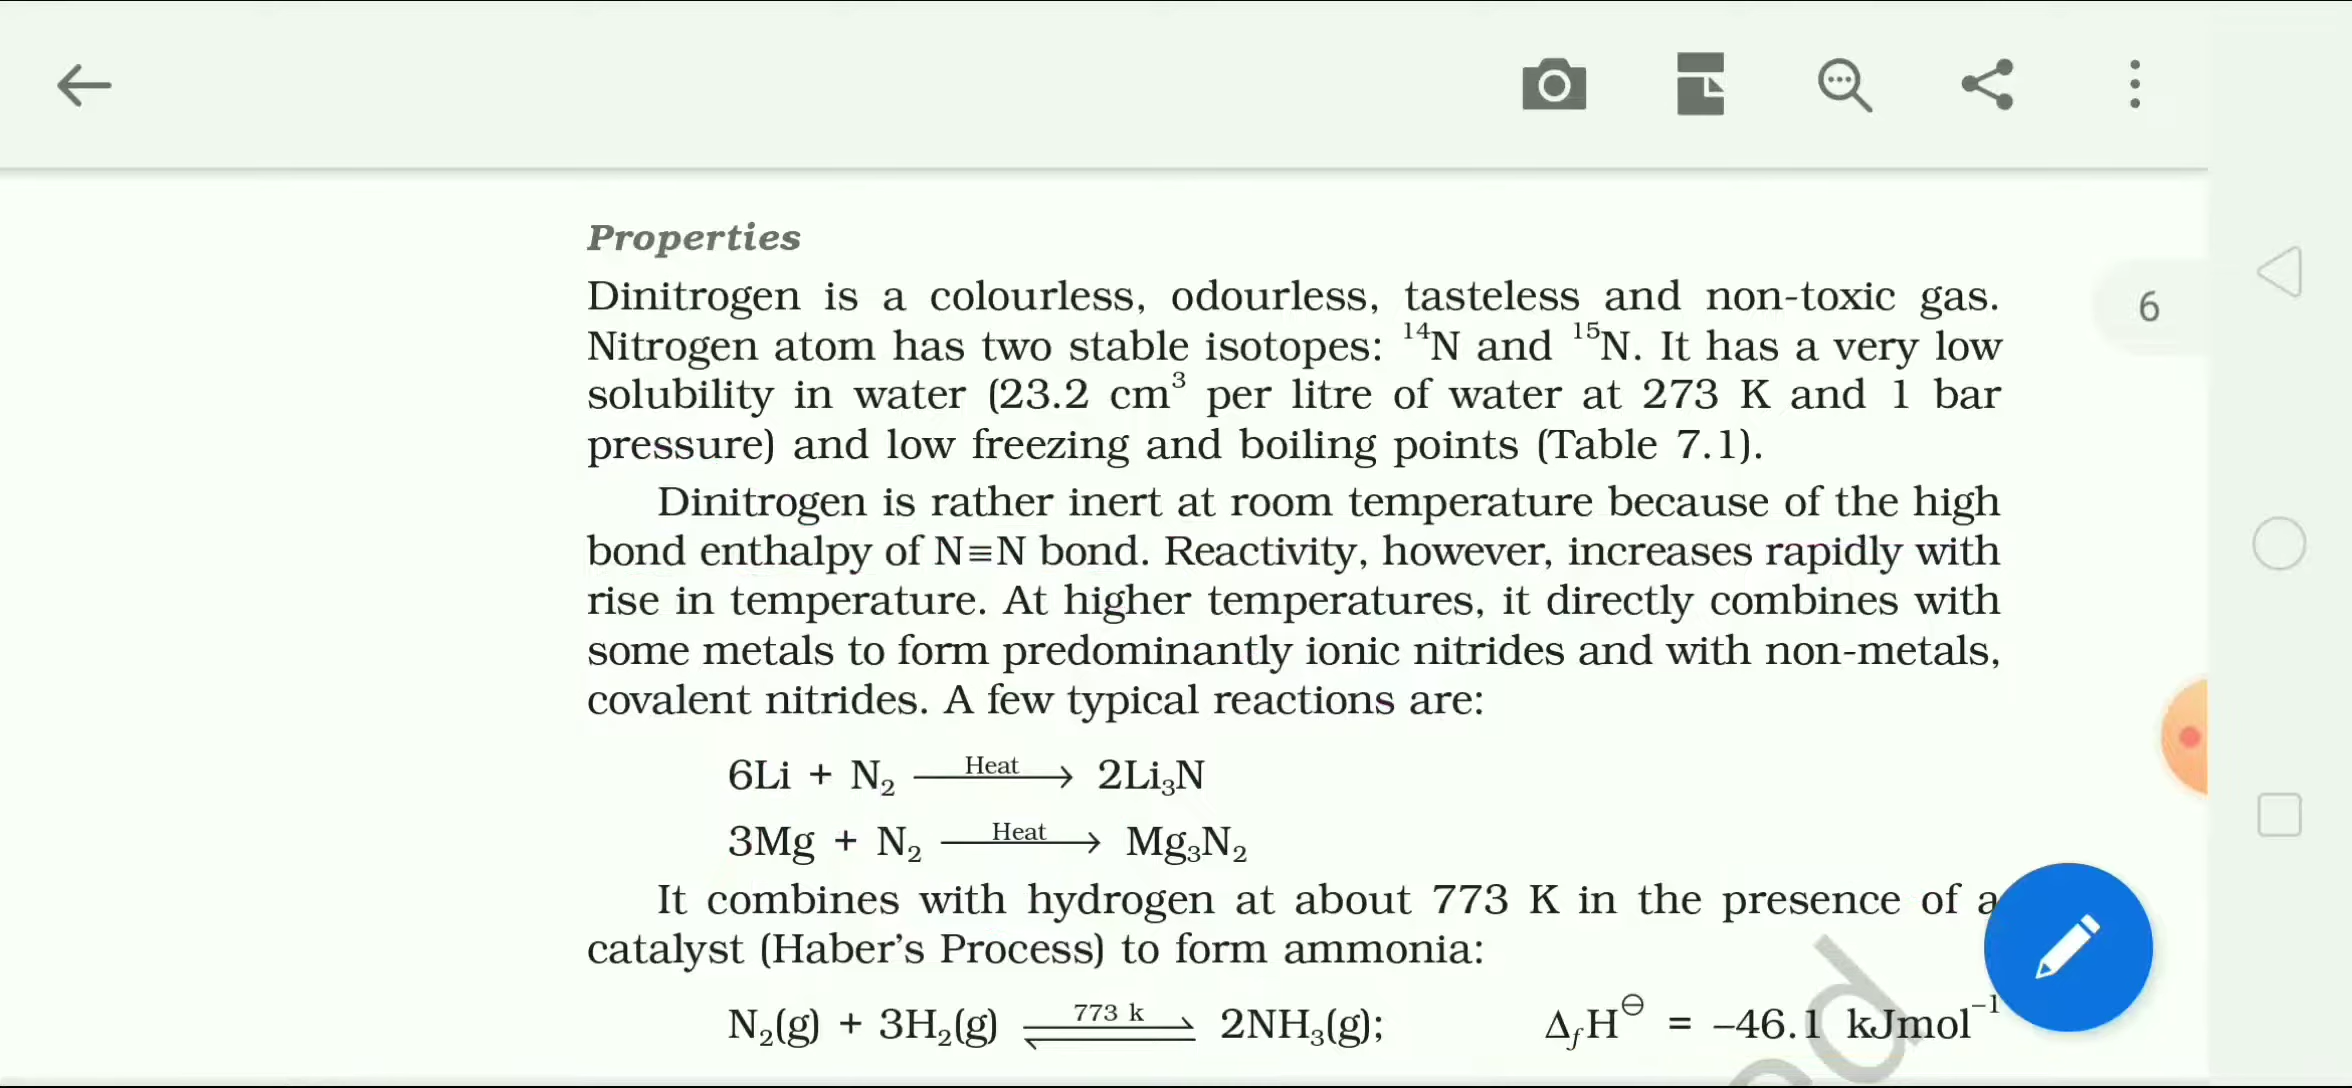 Properties
Dinitrogen is a colourless, odourless, tasteless and non-toxic gas.
6
Nitrogen atom has two stable isotopes: ¹⁴N and ¹⁵N. It has a very low
solubility in water (23.2 cm³ per litre of water at 273 K and 1 bar
pressure) and low freezing and boiling points (Table 7.1).
Dinitrogen is rather inert at room temperature because of the high
bond enthalpy of N≡N bond. Reactivity, however, increases rapidly with
rise in temperature. At higher temperatures, it directly combines with
some metals to form predominantly ionic nitrides and with non-metals,
covalent nitrides. A few typical reactions are:
6Li + N₂ —Heat→ 2Li₃N
3Mg + N₂ —Heat→ Mg₃N₂
It combines with hydrogen at about 773 K in the presence of a
catalyst (Haber’s Process) to form ammonia:
N₂(g) + 3H₂(g) ⇌ 773 k 2NH₃(g); Δ𝑓H⊖ = –46.1 kJmol⁻¹